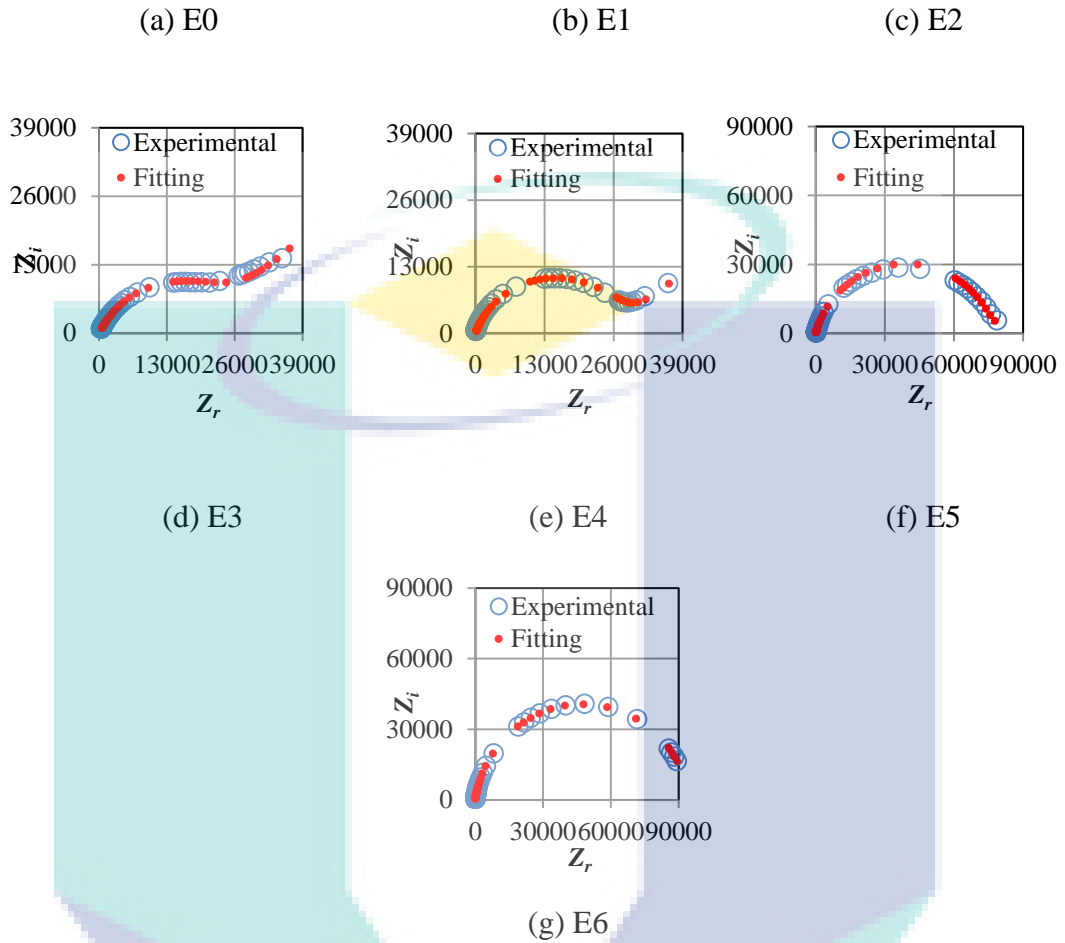 (a) E0 (b) E1 (c) E2
39000
26000
13000
0
Z_i
Experimental
Fitting
0 13000 26000 39000
Z_r
39000
26000
13000
0
Z_i
Experimental
Fitting
0 13000 26000 39000
Z_r
90000
60000
30000
0
Z_i
Experimental
Fitting
0 30000 60000 90000
Z_r
(d) E3 (e) E4 (f) E5
90000
60000
30000
0
Z_i
Experimental
Fitting
0 30000 60000 90000
Z_r
(g) E6